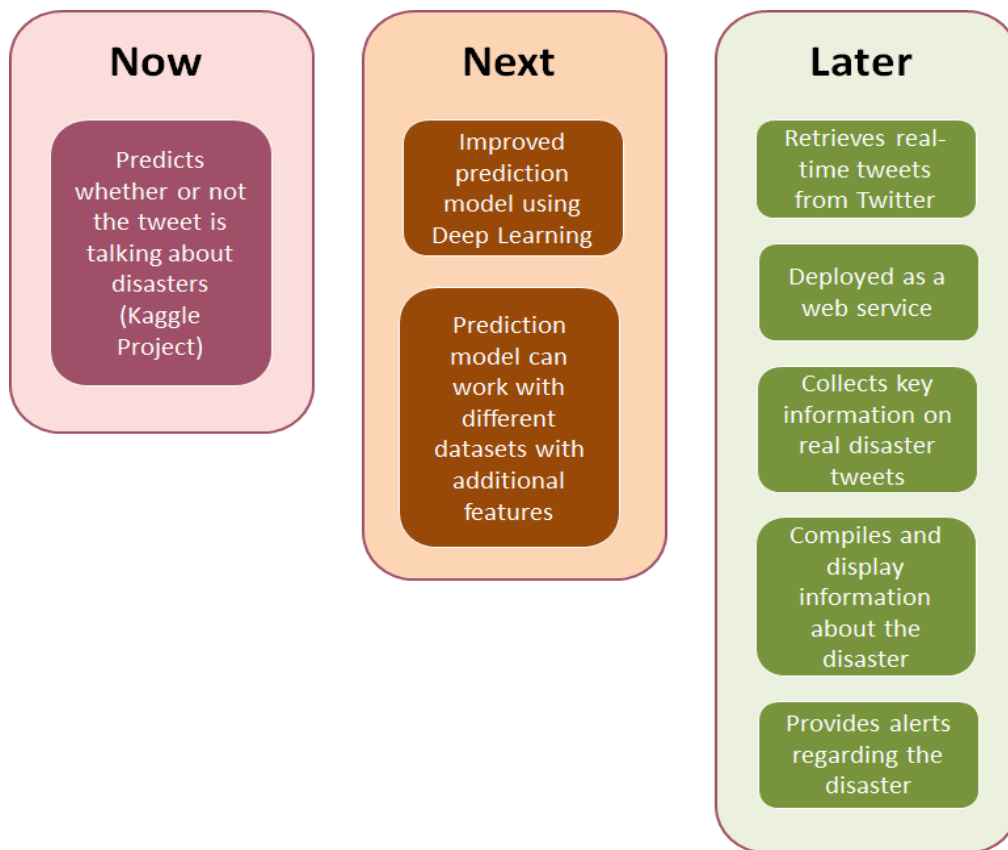 Now
Predicts
whether or not
the tweet is
talking about
disasters
(Kaggle
Project)
Next
Improved
prediction
model using
Deep Learning
Prediction
model can
work with
different
datasets with
additional
features
Later
Retrieves real-
time tweets
from Twitter
Deployed as a
web service
Collects key
information on
real disaster
tweets
Compiles and
display
information
about the
disaster
Provides alerts
regarding the
disaster